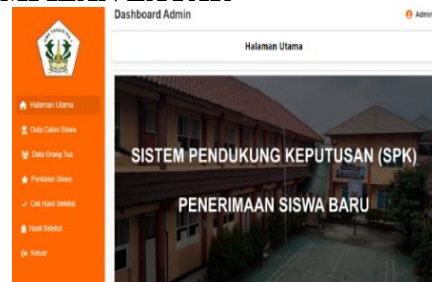 Dashboard Admin
Admin
Halaman Utama
Halaman Utama
Data Calon Siswa
Data Orang Tua
Penilaian Siswa
Cek Hasil Seleksi
Hasil Seleksi
Keluar
SISTEM PENDUKUNG KEPUTUSAN (SPK)
PENERIMAAN SISWA BARU